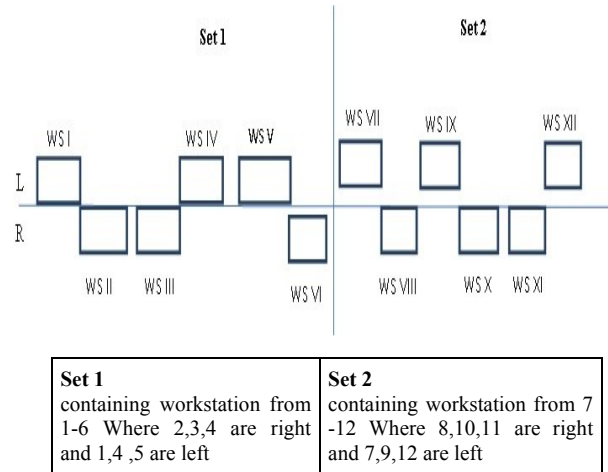 Set 1
Set 2
WS I
WS IV
WS V
WS VII
WS IX
WS XII
L
R
WS II
WS III
WS VI
WS VIII
WS X
WS XI
Set 1
containing workstation from
1-6 Where 2,3,4 are right
and 1,4 ,5 are left
Set 2
containing workstation from 7
-12 Where 8,10,11 are right
and 7,9,12 are left